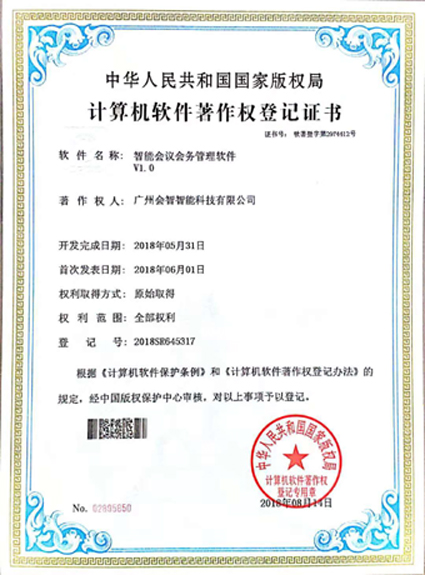 中华人民共和国国家版权局
计算机软件著作权登记证书
证书号： 软著登字第2974412号
软件名称： 智能会议会务管理软件
V1.0
著作权人： 广州会智智能科技有限公司
开发完成日期： 2018年05月31日
首次发表日期： 2018年06月01日
权利取得方式： 原始取得
权利范围： 全部权利
登记号： 2018SR645317
根据《计算机软件保护条例》和《计算机软件著作权登记办法》的
规定，经中国版权保护中心审核，对以上事项予以登记。
中华人民共和国国家版权局
计算机软件著作权
登记专用章
No. 02895650
2018年08月14日